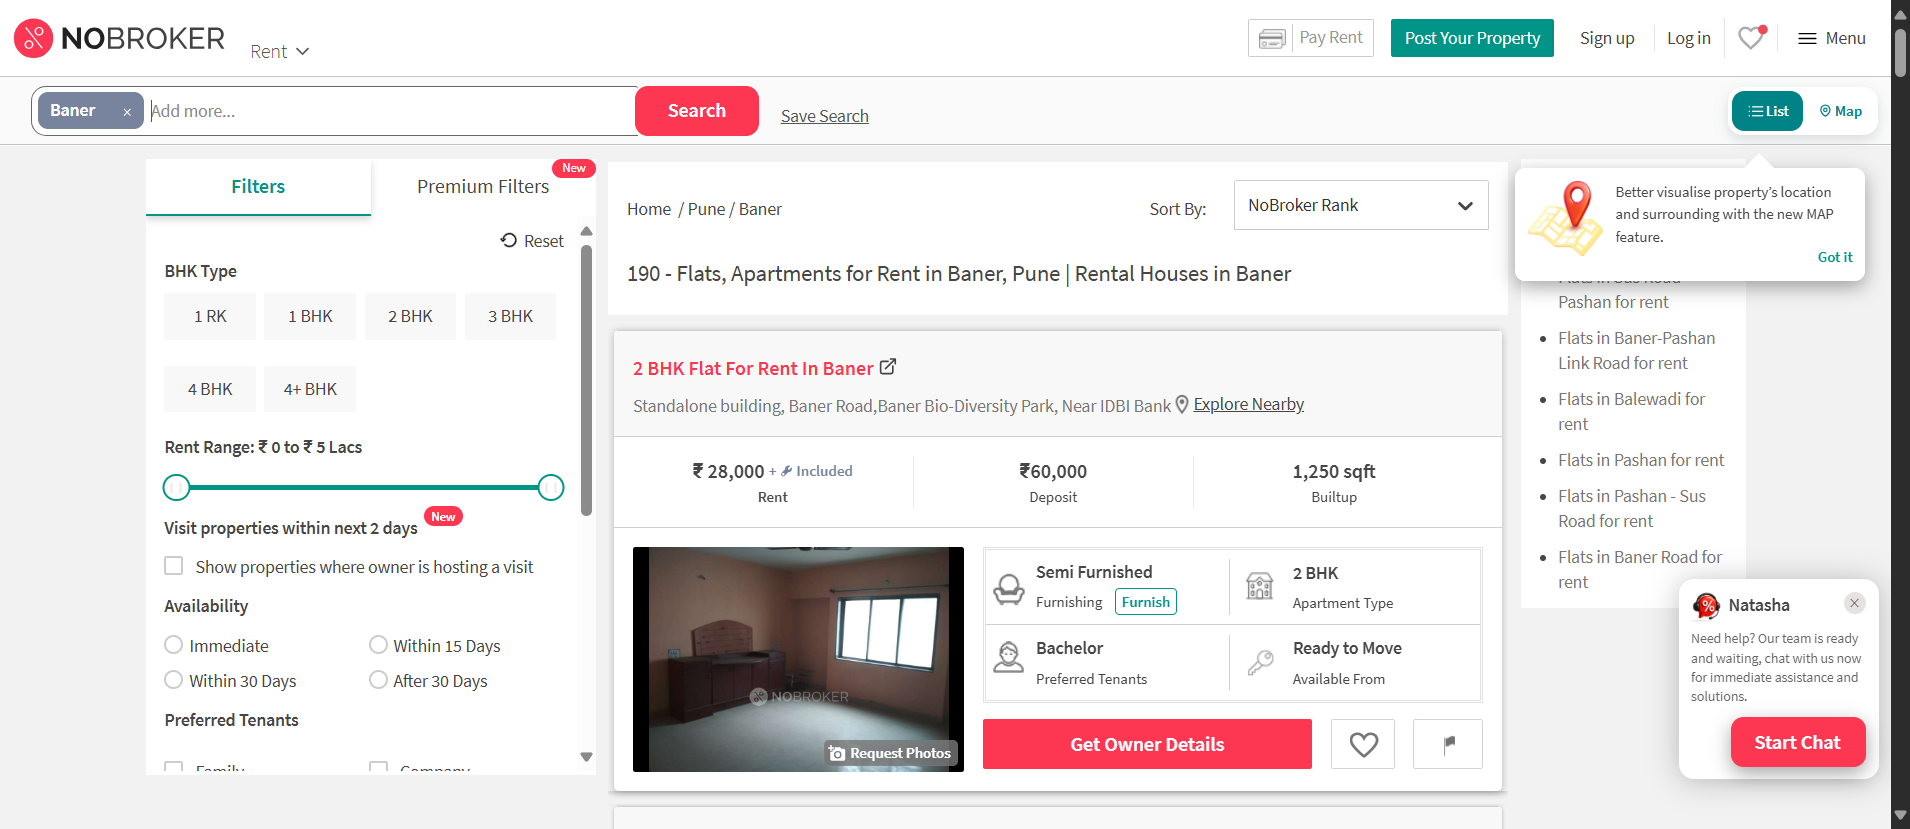 NOBROKER
Rent
Pay Rent
Post Your Property
Sign up
Log in
Menu
Baner ×
Add more...
Search
Save Search
List
Map
Filters
Premium Filters
New
Reset
BHK Type
1 RK
1 BHK
2 BHK
3 BHK
4 BHK
4+ BHK
Rent Range: ₹ 0 to ₹ 5 Lacs
Visit properties within next 2 days
New
Show properties where owner is hosting a visit
Availability
Immediate
Within 15 Days
Within 30 Days
After 30 Days
Preferred Tenants
Family
Company
Home / Pune / Baner
Sort By:
NoBroker Rank
190 - Flats, Apartments for Rent in Baner, Pune | Rental Houses in Baner
2 BHK Flat For Rent In Baner
Standalone building, Baner Road,Baner Bio-Diversity Park, Near IDBI Bank
Explore Nearby
₹ 28,000 + Included
Rent
₹60,000
Deposit
1,250 sqft
Builtup
NOBROKER
Request Photos
Semi Furnished
Furnishing
Furnish
2 BHK
Apartment Type
Bachelor
Preferred Tenants
Ready to Move
Available From
Get Owner Details
Better visualise property's location
and surrounding with the new MAP
feature.
Got it
Flats in Sus Road
Pashan for rent
Flats in Baner-Pashan
Link Road for rent
Flats in Balewadi for
rent
Flats in Pashan for rent
Flats in Pashan - Sus
Road for rent
Flats in Baner Road for
rent
Natasha
Need help? Our team is ready
and waiting, chat with us now
for immediate assistance and
solutions.
Start Chat